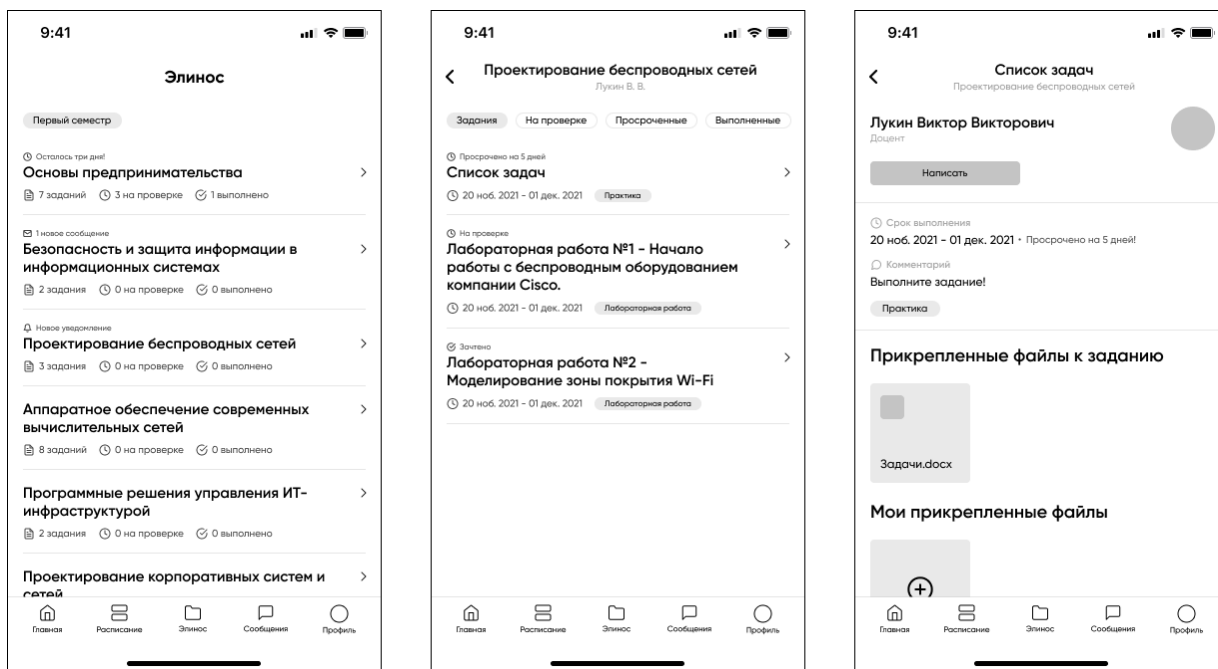 9:41
Элинос
Первый семестр
Осталось три дня!
Основы предпринимательства
7 заданий 3 на проверке 1 выполнено
1 новое сообщение
Безопасность и защита информации в
информационных системах
2 задания 0 на проверке 0 выполнено
Новое уведомление
Проектирование беспроводных сетей
3 задания 0 на проверке 0 выполнено
Аппаратное обеспечение современных
вычислительных сетей
8 заданий 0 на проверке 0 выполнено
Программные решения управления ИТ-
инфраструктурой
2 задания 0 на проверке 0 выполнено
Проектирование корпоративных систем и
сетей
Главная Расписание Элинос Сообщения Профиль
9:41
Проектирование беспроводных сетей
Лукин В. В.
Задания На проверке Просроченные Выполненные
Просрочено на 5 дней
Список задач
20 ноб. 2021 - 01 дек. 2021 Практика
На проверке
Лабораторная работа №1 - Начало
работы с беспроводным оборудованием
компании Cisco.
20 ноб. 2021 - 01 дек. 2021 Лабораторная работа
Зачтено
Лабораторная работа №2 -
Моделирование зоны покрытия Wi-Fi
20 ноб. 2021 - 01 дек. 2021 Лабораторная работа
Главная Расписание Элинос Сообщения Профиль
9:41
Список задач
Проектирование беспроводных сетей
Лукин Виктор Викторович
Доцент
Написать
Срок выполнения
20 ноб. 2021 - 01 дек. 2021 • Просрочено на 5 дней!
Комментарий
Выполните задание!
Практика
Прикрепленные файлы к заданию
Задачи.docx
Мои прикрепленные файлы
Главная Расписание Элинос Сообщения Профиль